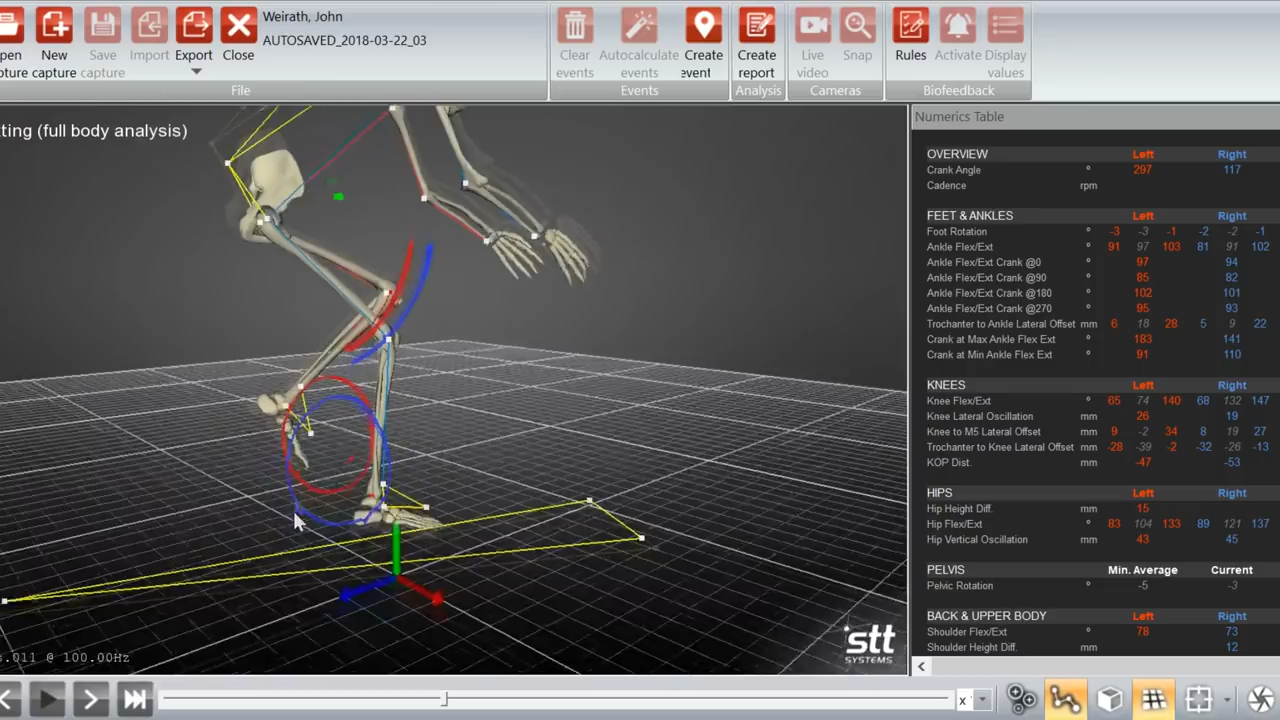 Weirath, John
AUTOSAVED_2018-03-22_03
pen New Save Import Export Close
pture capture capture
Clear Autocalculate Create
events events event
Create
report
Live Snap
video
Rules Activate Display
values
File Events Analysis Cameras Biofeedback
tting (full body analysis)
Numerics Table
OVERVIEW Left Right
Crank Angle º 297 117
Cadence rpm
FEET & ANKLES Left Right
Foot Rotation º -3 -3 -1 -2 -2 -1
Ankle Flex/Ext º 91 97 103 81 91 102
Ankle Flex/Ext Crank @0 º 97 94
Ankle Flex/Ext Crank @90 º 85 82
Ankle Flex/Ext Crank @180 º 102 101
Ankle Flex/Ext Crank @270 º 95 93
Trochanter to Ankle Lateral Offset mm 6 18 28 5 9 22
Crank at Max Ankle Flex Ext º 183 141
Crank at Min Ankle Flex Ext º 91 110
KNEES Left Right
Knee Flex/Ext º 65 74 140 68 132 147
Knee Lateral Oscillation mm 26 19
Knee to M5 Lateral Offset mm 9 -2 34 8 19 27
Trochanter to Knee Lateral Offset mm -28 -39 -2 -32 -26 -13
KOP Dist. mm -47 -53
HIPS Left Right
Hip Height Diff. mm 15
Hip Flex/Ext º 83 104 133 89 121 137
Hip Vertical Oscillation mm 43 45
PELVIS Min. Average Current
Pelvic Rotation º -5 -3
BACK & UPPER BODY Left Right
Shoulder Flex/Ext º 78 73
Shoulder Height Diff. mm 12
stt
SYSTEMS
s.011 @ 100.00Hz
x